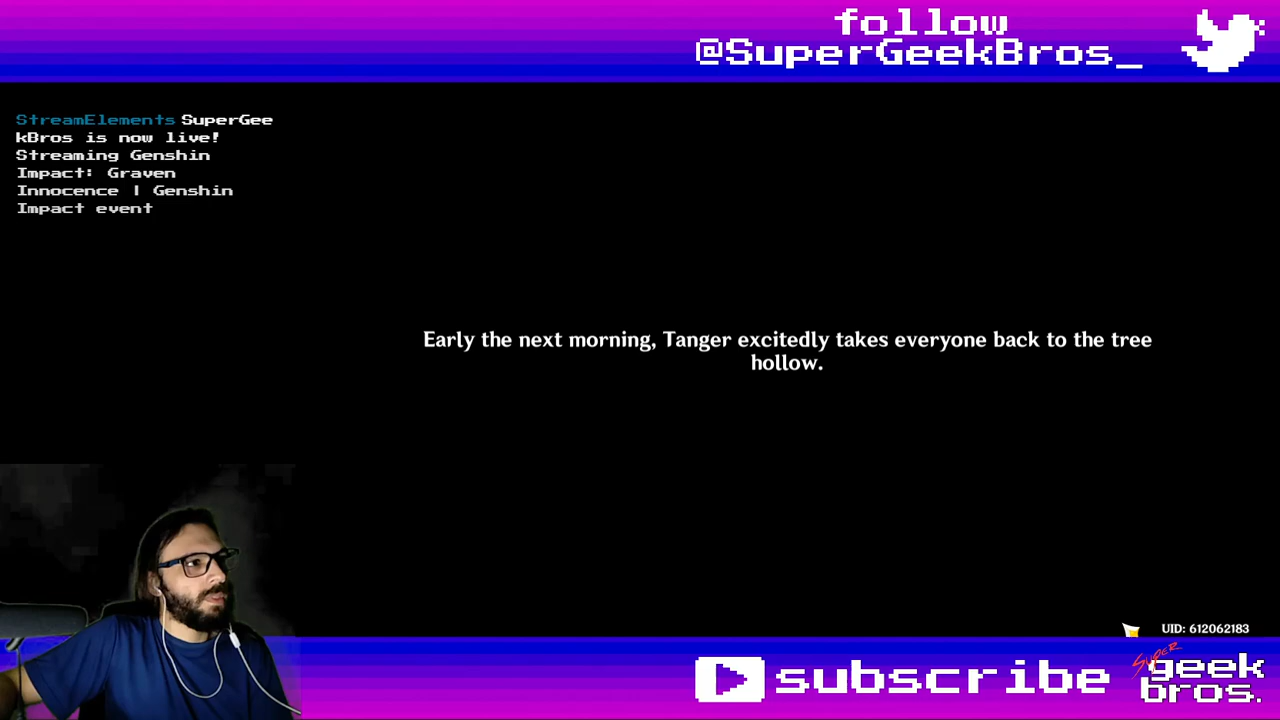 follow
@SuperGeekBros_
StreamElements SuperGee
kBros is now live!
Streaming Genshin
Impact: Graven
Innocence | Genshin
Impact event
Early the next morning, Tanger excitedly takes everyone back to the tree
hollow.
UID: 612062183
subscribe
SUPER
geek
bros.